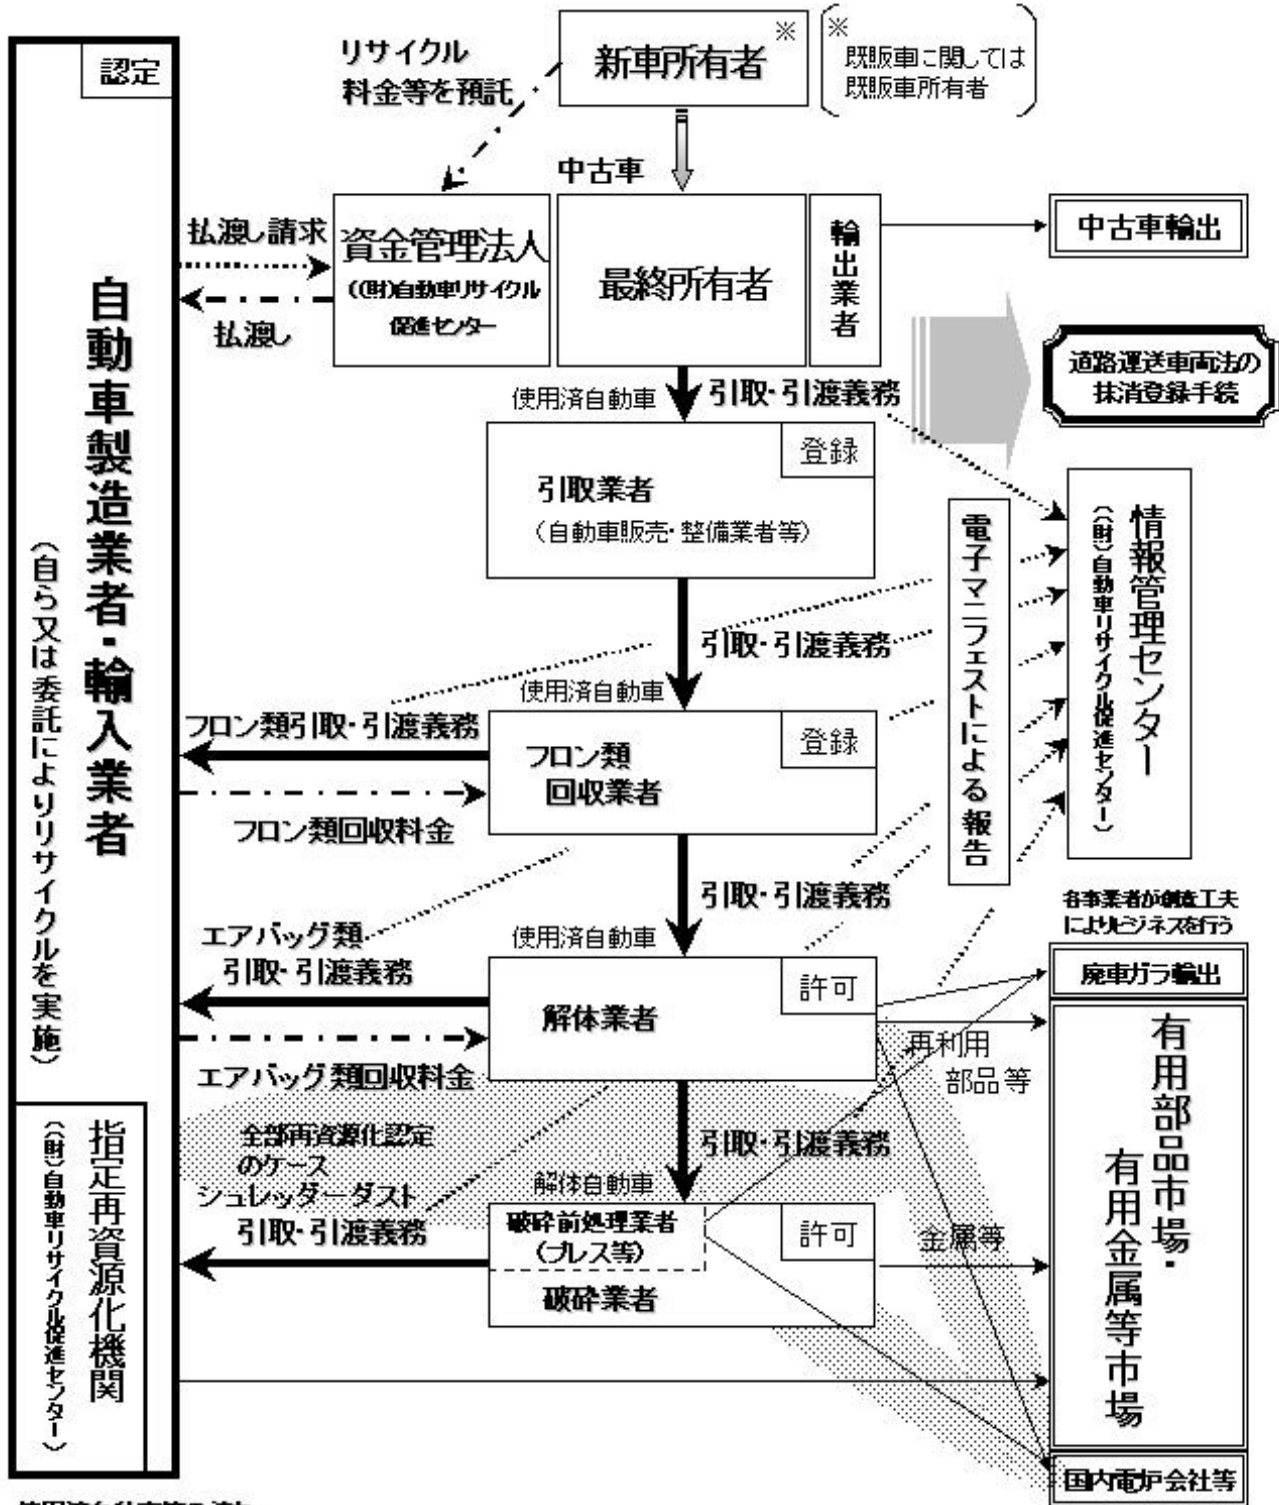 新車所有者
※
※
既販車に関しては
既販車所有者
リサイクル
料金等を預託
認定
中古車
払渡し請求
払渡し
資金管理法人
((財)自動車リサイクル
促進センター
最終所有者
輸出業者
中古車輸出
道路運送車両法の
抹消登録手続
使用済自動車
引取・引渡義務
登録
引取業者
(自動車販売・整備業者等)
電子マニフェストによる報告
情報管理センター
((財)自動車リサイクル促進センター)
自動車製造業者・輸入業者
(自ら又は委託によりリサイクルを実施)
引取・引渡義務
使用済自動車
フロン類引取・引渡義務
登録
フロン類
回収業者
フロン類回収料金
引取・引渡義務
使用済自動車
エアバッグ類
引取・引渡義務
許可
解体業者
エアバッグ類回収料金
各事業者が創意工夫
によりビジネスを行う
廃車ガラ輸出
再利用
部品等
有用部品市場・
有用金属等市場
全部再資源化認定
のケース
引取・引渡義務
シュレッダーダスト
引取・引渡義務
解体自動車
破砕前処理業者
(プレス等)
許可
破砕業者
金属等
指定再資源化機関
((財)自動車リサイクル促進センター)
国内電炉会社等